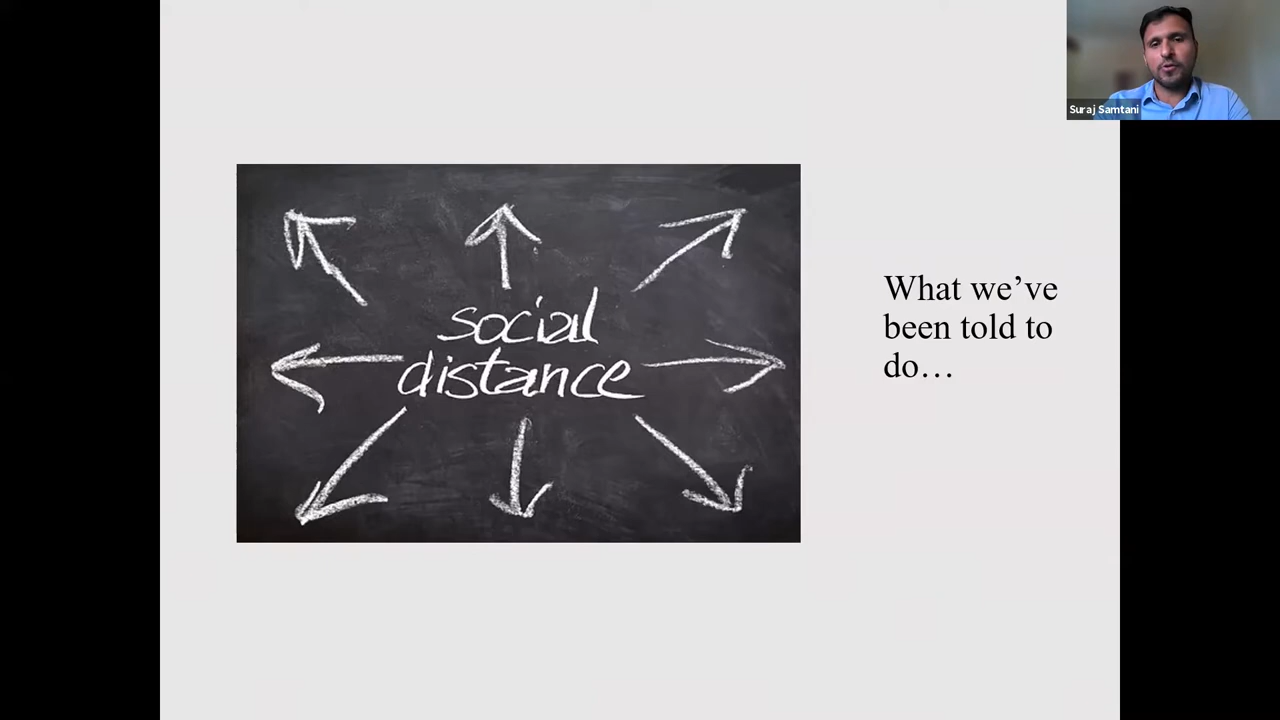 Suraj Samtani
social
distance
What we’ve
been told to
do…